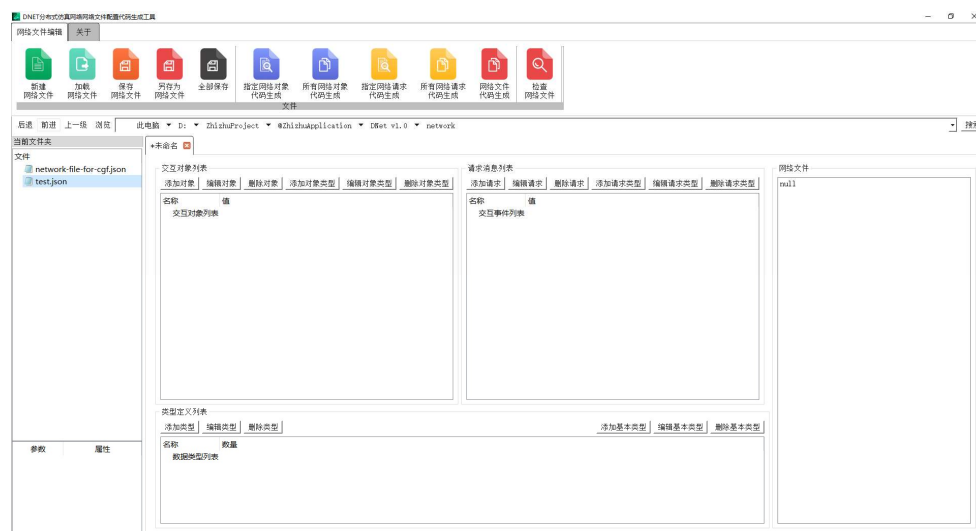 DNET分布式仿真网络网络文件配置代码生成工具
网络文件编辑 关于
新建 网络文件
加载 网络文件
保存 网络文件
另存为 网络文件
全部保存
指定网络对象 代码生成
所有网络对象 代码生成
指定网络请求 代码生成
所有网络请求 代码生成
网络文件 代码生成
检查 网络文件
文件
后退 前进 上一级 浏览 此电脑 D: ZhizhuProject @ZhizhuApplication DNet v1.0 network 搜索
当前文件夹
*未命名
文件
network-file-for-cgf.json
test.json
参数 属性
交互对象列表
添加对象 编辑对象 删除对象 添加对象类型 编辑对象类型 删除对象类型
名称 值
交互对象列表
请求消息列表
添加请求 编辑请求 删除请求 添加请求类型 编辑请求类型 删除请求类型
名称 值
交互事件列表
网络文件
null
类型定义列表
添加类型 编辑类型 删除类型 添加基本类型 编辑基本类型 删除基本类型
名称 数量
数据类型列表